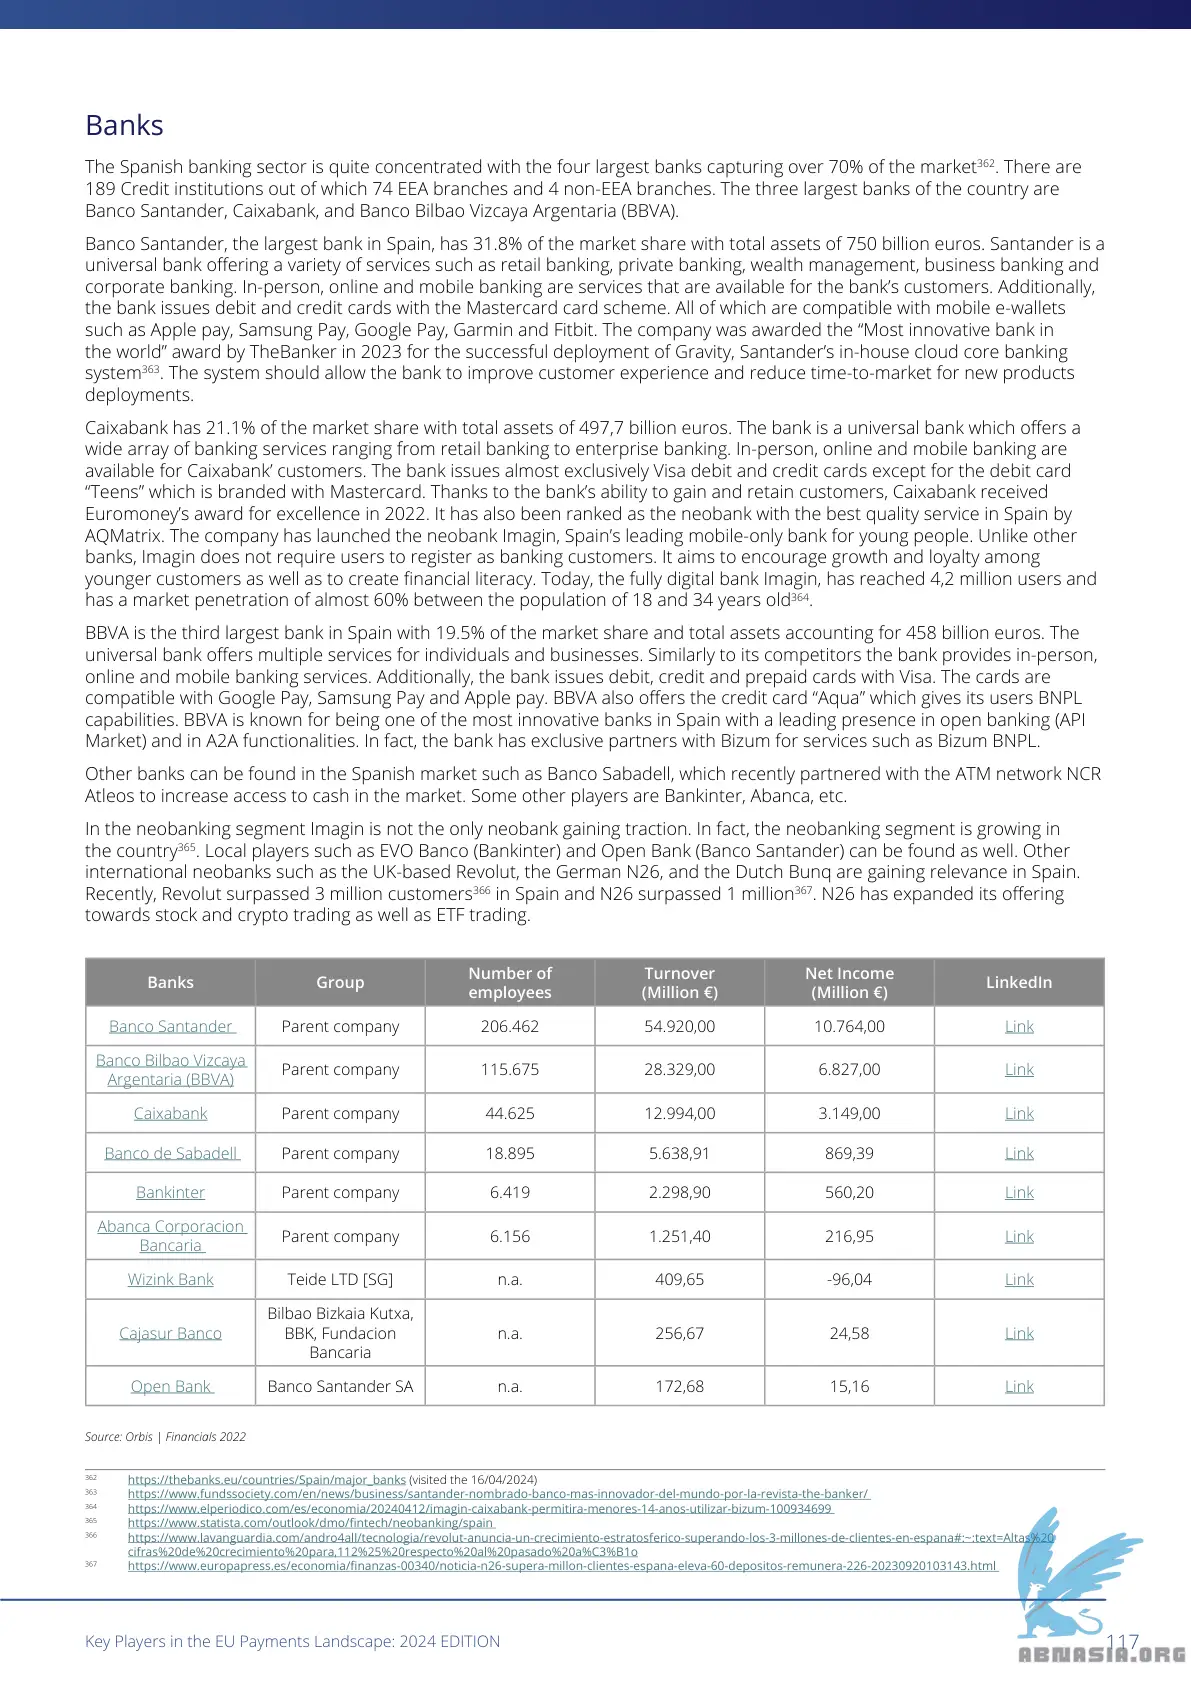 Banks
The Spanish banking sector is quite concentrated with the four largest banks capturing over 70% of the market362. There are
189 Credit institutions out of which 74 EEA branches and 4 non-EEA branches. The three largest banks of the country are
Banco Santander, Caixabank, and Banco Bilbao Vizcaya Argentaria (BBVA).
Banco Santander, the largest bank in Spain, has 31.8% of the market share with total assets of 750 billion euros. Santander is a
universal bank offering a variety of services such as retail banking, private banking, wealth management, business banking and
corporate banking. In-person, online and mobile banking are services that are available for the bank's customers. Additionally,
the bank issues debit and credit cards with the Mastercard card scheme. All of which are compatible with mobile e-wallets
such as Apple pay, Samsung Pay, Google Pay, Garmin and Fitbit. The company was awarded the “Most innovative bank in
the world” award by TheBanker in 2023 for the successful deployment of Gravity, Santander’s in-house cloud core banking
system363. The system should allow the bank to improve customer experience and reduce time-to-market for new products
deployments.
Caixabank has 21.1% of the market share with total assets of 497,7 billion euros. The bank is a universal bank which offers a
wide array of banking services ranging from retail banking to enterprise banking. In-person, online and mobile banking are
available for Caixabank’ customers. The bank issues almost exclusively Visa debit and credit cards except for the debit card
“Teens” which is branded with Mastercard. Thanks to the bank’s ability to gain and retain customers, Caixabank received
Euromoney’s award for excellence in 2022. It has also been ranked as the neobank with the best quality service in Spain by
AQMatrix. The company has launched the neobank Imagin, Spain’s leading mobile-only bank for young people. Unlike other
banks, Imagin does not require users to register as banking customers. It aims to encourage growth and loyalty among
younger customers as well as to create financial literacy. Today, the fully digital bank Imagin, has reached 4,2 million users and
has a market penetration of almost 60% between the population of 18 and 34 years old364.
BBVA is the third largest bank in Spain with 19.5% of the market share and total assets accounting for 458 billion euros. The
universal bank offers multiple services for individuals and businesses. Similarly to its competitors the bank provides in-person,
online and mobile banking services. Additionally, the bank issues debit, credit and prepaid cards with Visa. The cards are
compatible with Google Pay, Samsung Pay and Apple pay. BBVA also offers the credit card “Aqua” which gives its users BNPL
capabilities. BBVA is known for being one of the most innovative banks in Spain with a leading presence in open banking (API
Market) and in A2A functionalities. In fact, the bank has exclusive partners with Bizum for services such as Bizum BNPL.
Other banks can be found in the Spanish market such as Banco Sabadell, which recently partnered with the ATM network NCR
Atleos to increase access to cash in the market. Some other players are Bankinter, Abanca, etc.
In the neobanking segment Imagin is not the only neobank gaining traction. In fact, the neobanking segment is growing in
the country365. Local players such as EVO Banco (Bankinter) and Open Bank (Banco Santander) can be found as well. Other
international neobanks such as the UK-based Revolut, the German N26, and the Dutch Bunq are gaining relevance in Spain.
Recently, Revolut surpassed 3 million customers366 in Spain and N26 surpassed 1 million367. N26 has expanded its offering
towards stock and crypto trading as well as ETF trading.
Banks Group Number of employees Turnover (Million €) Net Income (Million €) LinkedIn
Banco Santander Parent company 206.462 54.920,00 10.764,00 Link
Banco Bilbao Vizcaya Argentaria (BBVA) Parent company 115.675 28.329,00 6.827,00 Link
Caixabank Parent company 44.625 12.994,00 3.149,00 Link
Banco de Sabadell Parent company 18.895 5.638,91 869,39 Link
Bankinter Parent company 6.419 2.298,90 560,20 Link
Abanca Corporacion Bancaria Parent company 6.156 1.251,40 216,95 Link
Wizink Bank Teide LTD [SG] n.a. 409,65 -96,04 Link
Cajasur Banco Bilbao Bizkaia Kutxa, BBK, Fundacion Bancaria n.a. 256,67 24,58 Link
Open Bank Banco Santander SA n.a. 172,68 15,16 Link
Source: Orbis | Financials 2022
362 https://thebanks.eu/countries/Spain/major_banks (visited the 16/04/2024)
363 https://www.fundssociety.com/en/news/business/santander-nombrado-banco-mas-innovador-del-mundo-por-la-revista-the-banker/
364 https://www.elperiodico.com/es/economia/20240412/imagin-caixabank-permitira-menores-14-anos-utilizar-bizum-100934699
365 https://www.statista.com/outlook/dmo/fintech/neobanking/spain
366 https://www.lavanguardia.com/andro4all/tecnologia/revolut-anuncia-un-crecimiento-estratosferico-superando-los-3-millones-de-clientes-en-espana#:~:text=Altas%20
cifras%20de%20crecimiento%20para,112%25%20respecto%20al%20pasado%20a%C3%B1o
367 https://www.europapress.es/economia/finanzas-00340/noticia-n26-supera-millon-clientes-espana-eleva-60-depositos-remunera-226-20230920103143.html
Key Players in the EU Payments Landscape: 2024 EDITION 117
ABNASIA.ORG